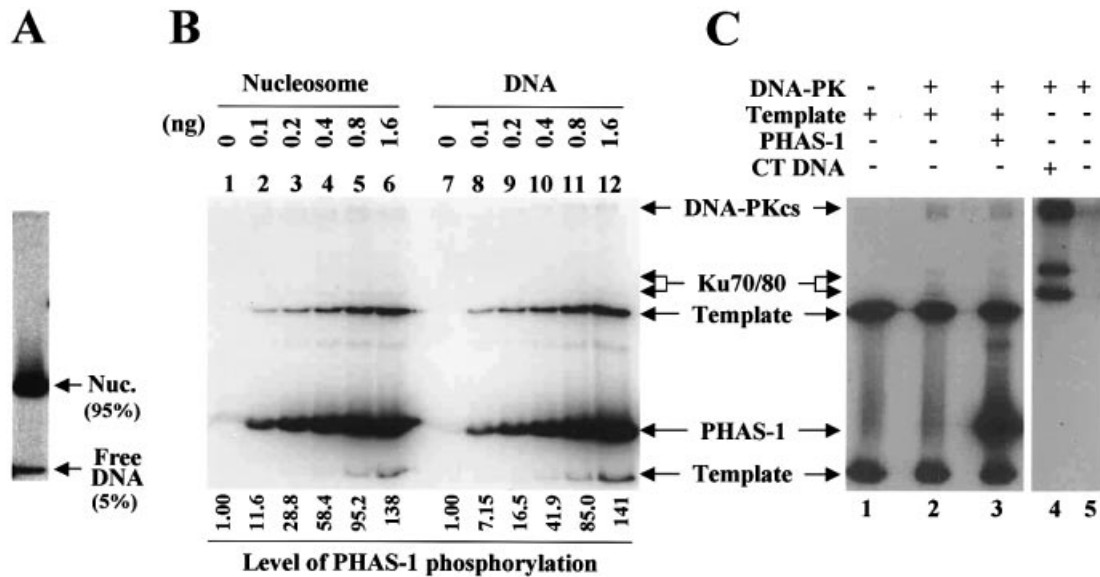 A
B
C
Nucleosome
DNA
(ng)
0 0.1 0.2 0.4 0.8 1.6 0 0.1 0.2 0.4 0.8 1.6
1 2 3 4 5 6 7 8 9 10 11 12
DNA-PK - + + + +
Template + + + - -
PHAS-1 - - + - -
CT DNA - - - + -
DNA-PKcs
Ku70/80
Template
PHAS-1
Template
Nuc.
(95%)
Free
DNA
(5%)
1.00 11.6 28.8 58.4 95.2 138 1.00 7.15 16.5 41.9 85.0 141
Level of PHAS-1 phosphorylation
1 2 3 4 5